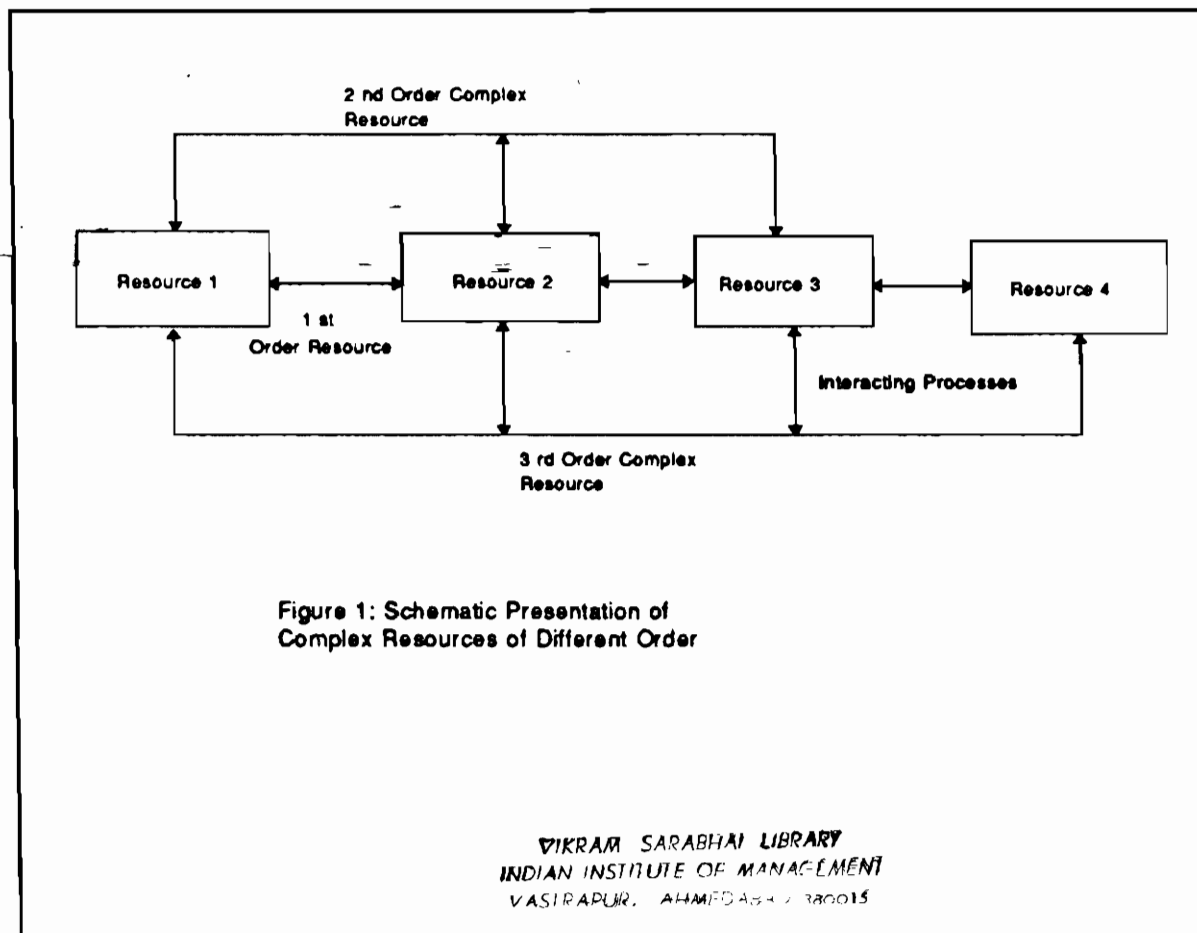 2 nd Order Complex
Resource
Resource 1
Resource 2
Resource 3
Resource 4
1 st
Order Resource
Interacting Processes
3 rd Order Complex
Resource
Figure 1: Schematic Presentation of
Complex Resources of Different Order
VIKRAM SARABHAI LIBRARY
INDIAN INSTITUTE OF MANAGEMENT
VASTRAPUR,